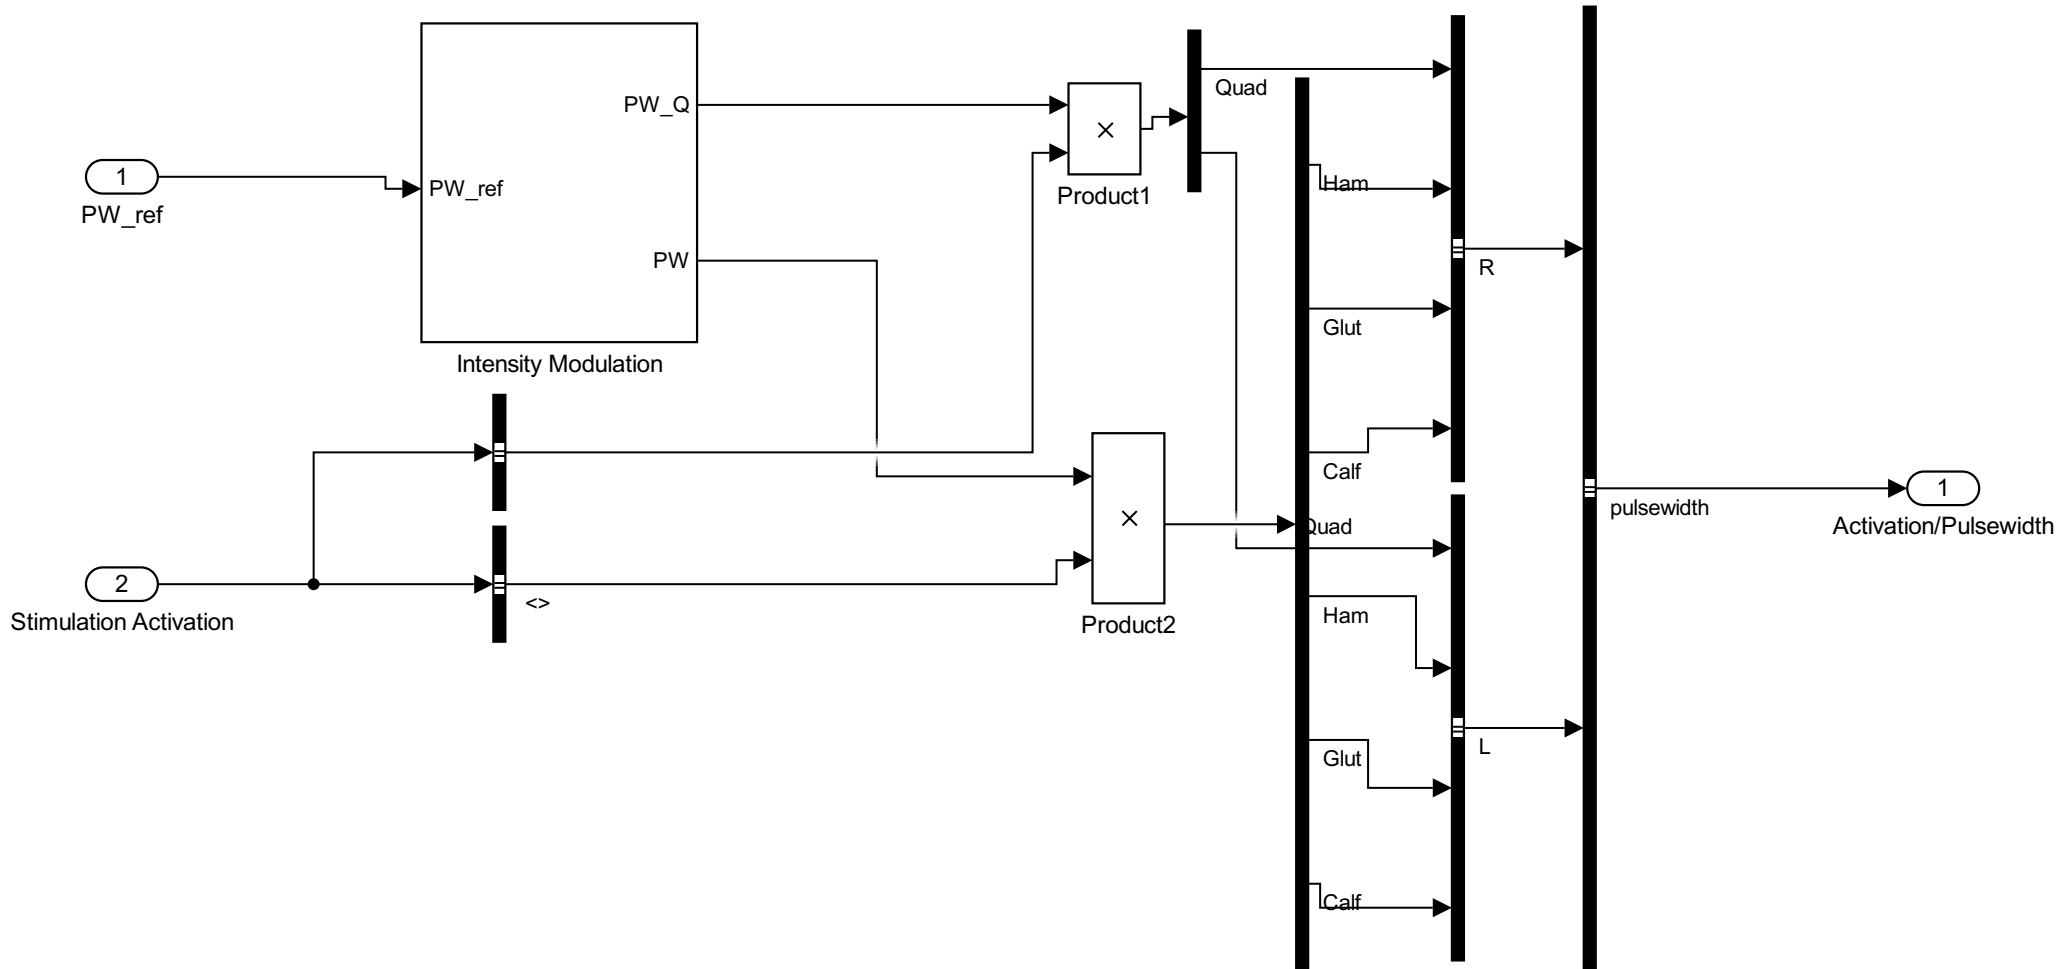 PW_Q
×
Quad
1
PW_ref
PW_ref
Ham
Product1
PW
R
Glut
Intensity Modulation
Calf
1
pulsewidth
×
Quad
Activation/Pulsewidth
2
<>
Ham
Stimulation Activation
Product2
L
Glut
Calf